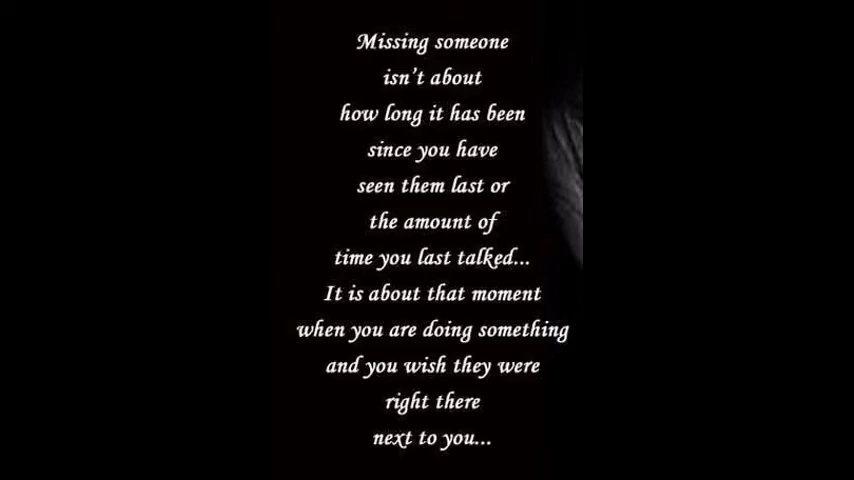 Missing someone
isn't about
how long it has been
since you have
seen them last or
the amount of
time you last talked...
It is about that moment
when you are doing something
and you wish they were
right there
next to you...